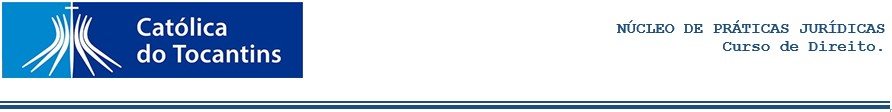 Católica
do Tocantins
NÚCLEO DE PRÁTICAS JURÍDICAS
Curso de Direito.